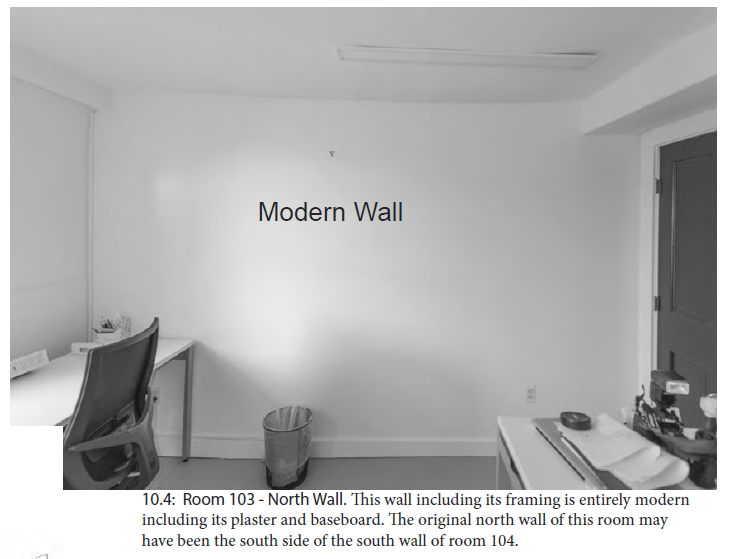 Modern Wall
10.4: Room 103 - North Wall. This wall including its framing is entirely modern
including its plaster and baseboard. The original north wall of this room may
have been the south side of the south wall of room 104.